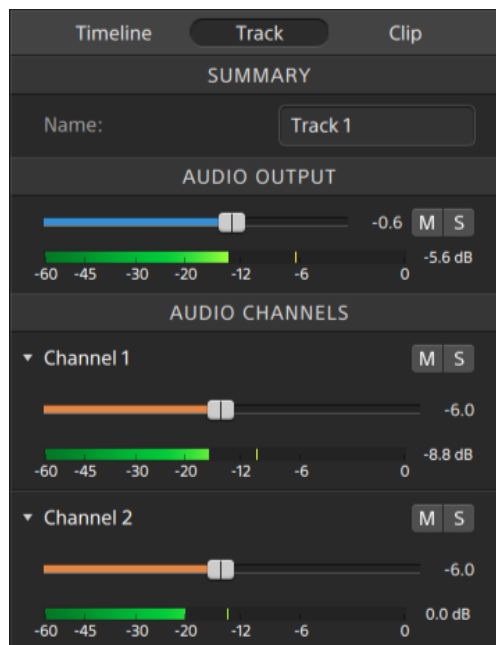 Timeline Track Clip
SUMMARY
Name: Track 1
AUDIO OUTPUT
-0.6 M S
-5.6 dB
-60 -45 -30 -20 -12 -6 0
AUDIO CHANNELS
Channel 1 M S
-6.0
-8.8 dB
-60 -45 -30 -20 -12 -6 0
Channel 2 M S
-6.0
0.0 dB
-60 -45 -30 -20 -12 -6 0